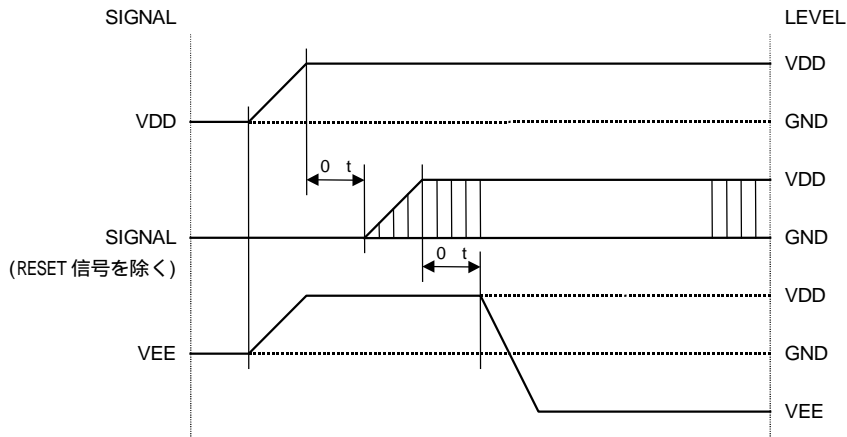 SIGNAL LEVEL
VDD
VDD GND
0 t VDD
SIGNAL GND
(RESET 信号を除く)
0 t
VDD
VEE GND
VEE